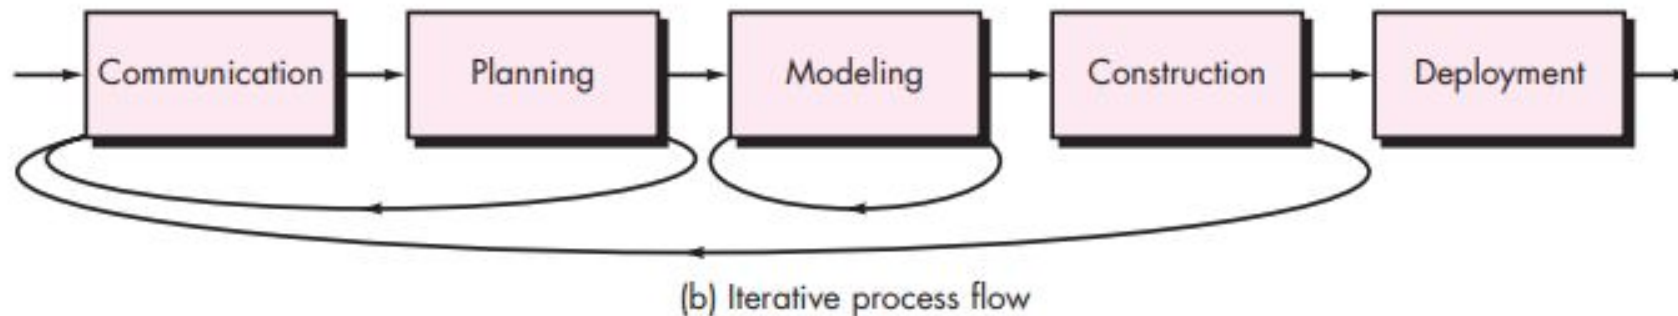 Communication Planning Modeling Construction Deployment
(b) Iterative process flow